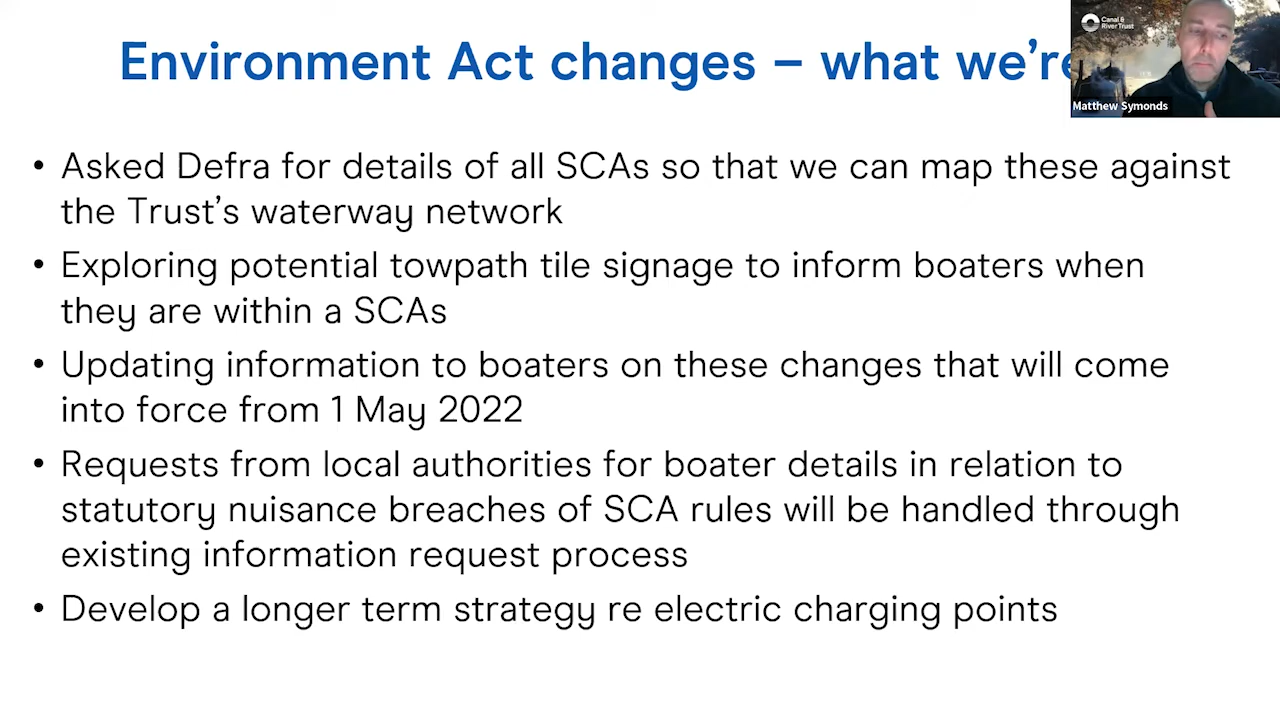 Environment Act changes – what we're
Canal &
River Trust
Matthew Symonds
• Asked Defra for details of all SCAs so that we can map these against
the Trust's waterway network
• Exploring potential towpath tile signage to inform boaters when
they are within a SCAs
• Updating information to boaters on these changes that will come
into force from 1 May 2022
• Requests from local authorities for boater details in relation to
statutory nuisance breaches of SCA rules will be handled through
existing information request process
• Develop a longer term strategy re electric charging points